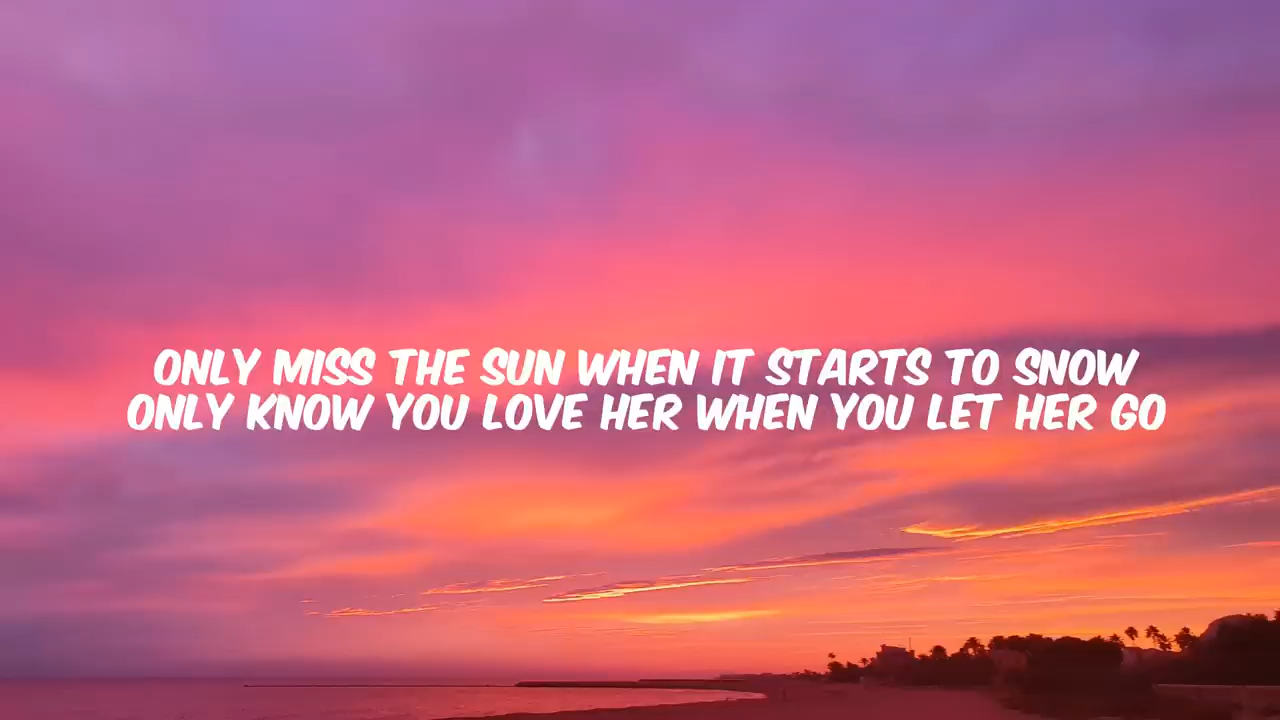 ONLY MISS THE SUN WHEN IT STARTS TO SNOW
ONLY KNOW YOU LOVE HER WHEN YOU LET HER GO